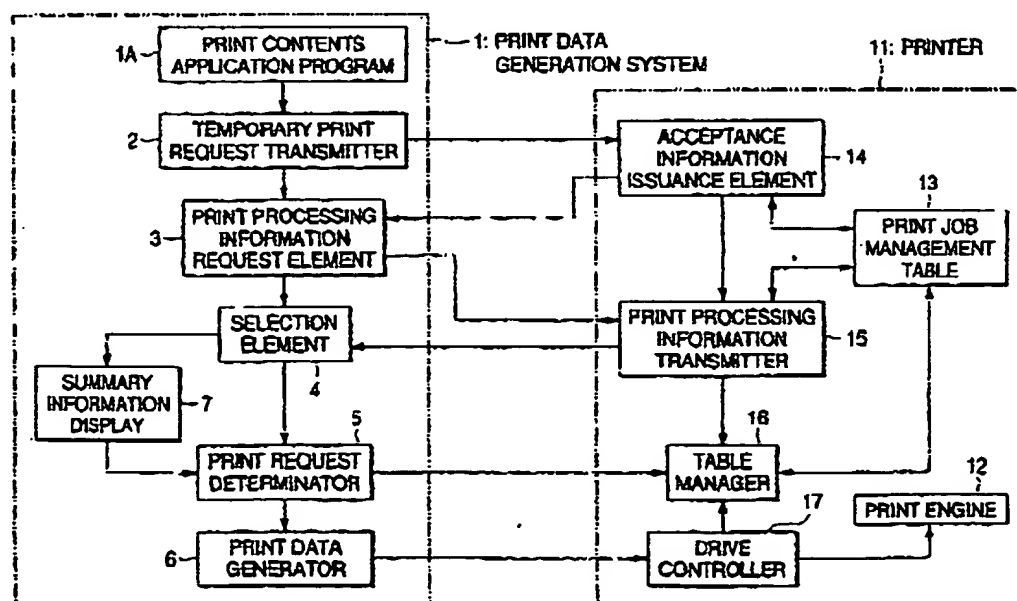 1A
PRINT CONTENTS
APPLICATION PROGRAM
1: PRINT DATA
GENERATION SYSTEM
11: PRINTER
2
TEMPORARY PRINT
REQUEST TRANSMITTER
ACCEPTANCE
INFORMATION
ISSUANCE ELEMENT
14
3
PRINT PROCESSING
INFORMATION
REQUEST ELEMENT
13
PRINT JOB
MANAGEMENT
TABLE
SELECTION
ELEMENT
4
PRINT PROCESSING
INFORMATION
TRANSMITTER
15
SUMMARY
INFORMATION
DISPLAY
7
5
PRINT REQUEST
DETERMINATOR
16
TABLE
MANAGER
12
PRINT ENGINE
6
PRINT DATA
GENERATOR
17
DRIVE
CONTROLLER